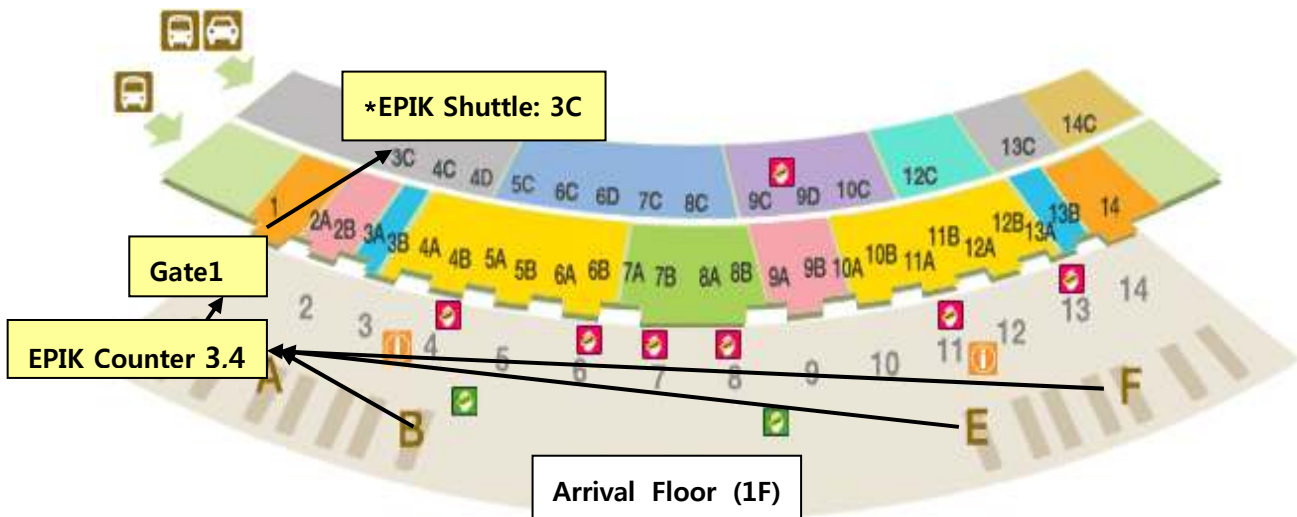 *EPIK Shuttle: 3C
3C 4C 4D 5C 6C 6D 7C 8C 9C 9D 10C 12C 13C 14C
1 2A 2B 3A 3B 4A 4B 5A 5B 6A 6B 7A 7B 8A 8B 9A 9B 10A 10B 11A 11B 12A 12B 13A 13B 14
Gate1
2 3 4 5 6 7 8 9 10 11 12 13 14
EPIK Counter 3.4
A B E F
Arrival Floor (1F)